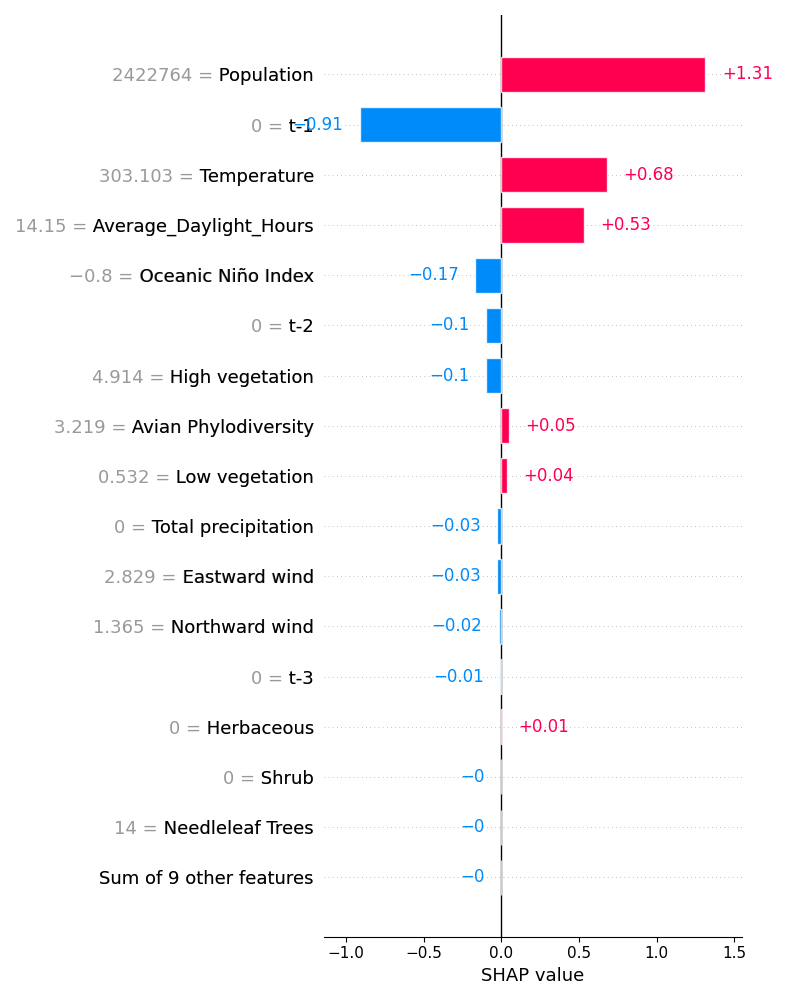 2422764 = Population +1.31
0 = t-1 −0.91
303.103 = Temperature +0.68
14.15 = Average_Daylight_Hours +0.53
−0.8 = Oceanic Niño Index −0.17
0 = t-2 −0.1
4.914 = High vegetation −0.1
3.219 = Avian Phylodiversity +0.05
0.532 = Low vegetation +0.04
0 = Total precipitation −0.03
2.829 = Eastward wind −0.03
1.365 = Northward wind −0.02
0 = t-3 −0.01
0 = Herbaceous +0.01
0 = Shrub −0
14 = Needleleaf Trees −0
Sum of 9 other features −0
−1.0 −0.5 0.0 0.5 1.0 1.5
SHAP value